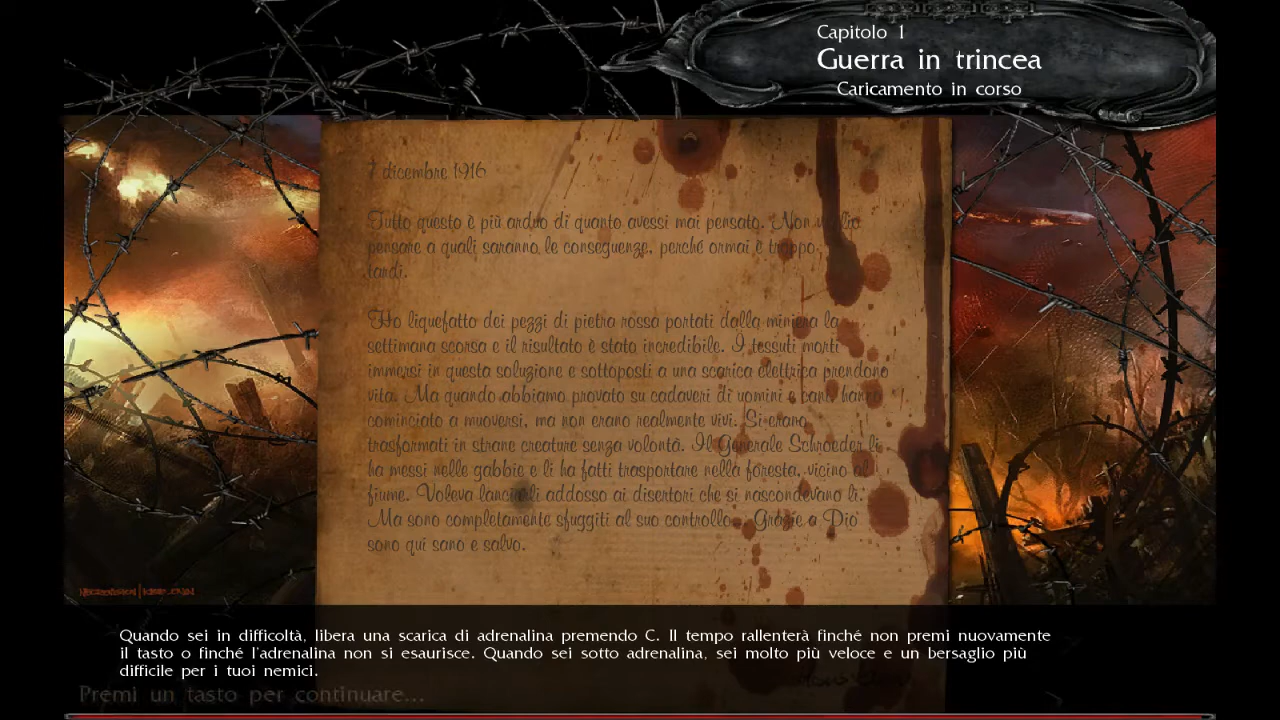 Capitolo 1
Guerra in trincea
Caricamento in corso
7 dicembre 1916
Tutto questo è più arduo di quanto avessi mai pensato. Non voglio
pensare a quali saranno le conseguenze, perché ormai è troppo
tardi.
Ho liquefatto dei pezzi di pietra rossa portati dalla miniera la
settimana scorsa e il risultato è stato incredibile. I tessuti morti
immersi in questa soluzione e sottoposti a una scarica elettrica prendono
vita. Ma quando abbiamo provato su cadaveri di uomini e cani, hanno
cominciato a muoversi, ma non erano realmente vivi. Si erano
trasformati in strane creature senza volontà. Il Generale Schroeder li
ha messi nelle gabbie e li ha fatti trasportare nella foresta, vicino al
fiume. Voleva lanciarli addosso ai disertori che si nascondevano lì.
Ma sono completamente sfuggiti al suo controllo... Grazie a Dio
sono qui sano e salvo.
Quando sei in difficoltà, libera una scarica di adrenalina premendo C. Il tempo rallenterà finché non premi nuovamente
il tasto o finché l'adrenalina non si esaurisce. Quando sei sotto adrenalina, sei molto più veloce e un bersaglio più
difficile per i tuoi nemici.
Premi un tasto per continuare...